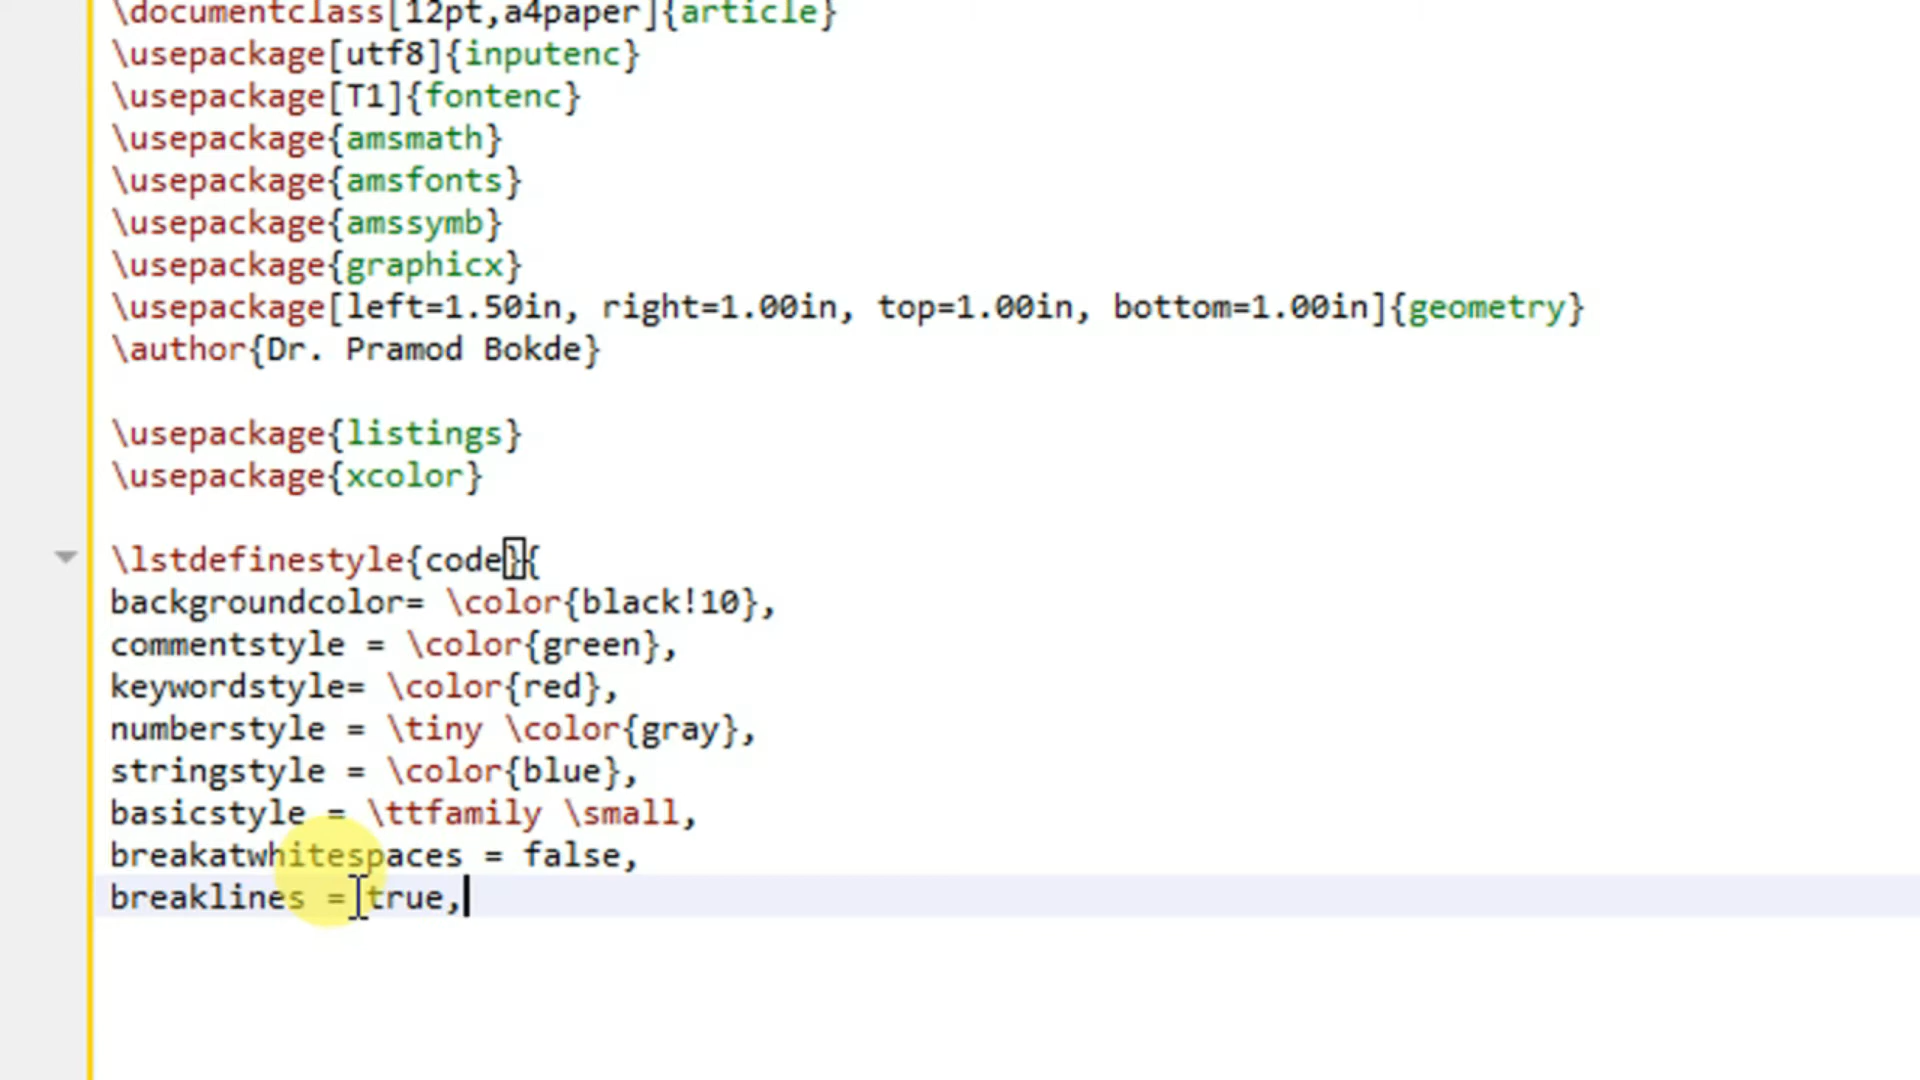 \documentclass[12pt,a4paper]{article}
\usepackage[utf8]{inputenc}
\usepackage[T1]{fontenc}
\usepackage{amsmath}
\usepackage{amsfonts}
\usepackage{amssymb}
\usepackage{graphicx}
\usepackage[left=1.50in, right=1.00in, top=1.00in, bottom=1.00in]{geometry}
\author{Dr. Pramod Bokde}
\usepackage{listings}
\usepackage{xcolor}
\lstdefinestyle{code}{
backgroundcolor= \color{black!10},
commentstyle = \color{green},
keywordstyle= \color{red},
numberstyle = \tiny \color{gray},
stringstyle = \color{blue},
basicstyle = \ttfamily \small,
breakatwhitespaces = false,
breaklines = true,